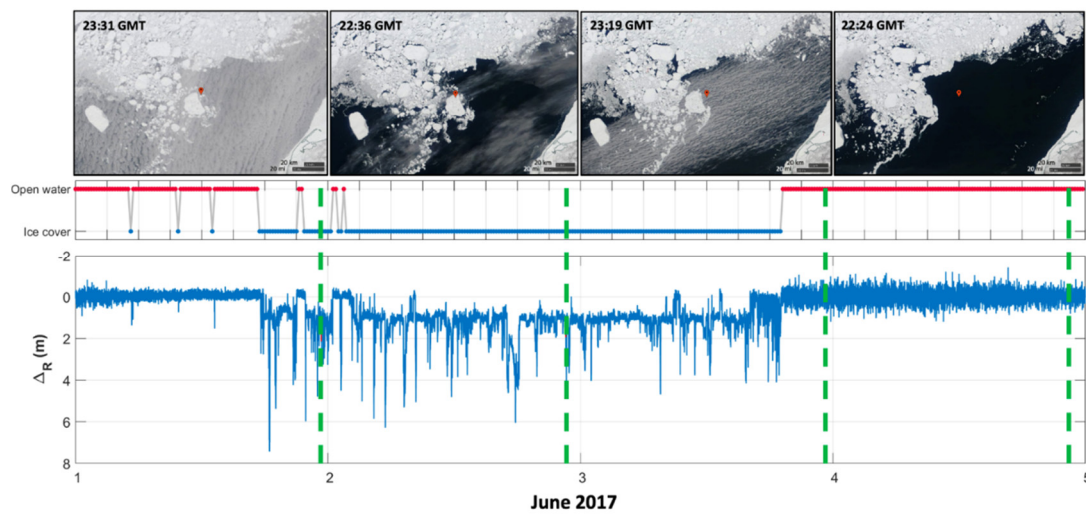 23:31 GMT
22:36 GMT
23:19 GMT
22:24 GMT
20 km
20 mi
20 km
20 mi
20 km
20 mi
20 km
20 mi
Open water
Ice cover
-2
0
2
4
6
8
Δ_R (m)
1
2
3
4
5
June 2017